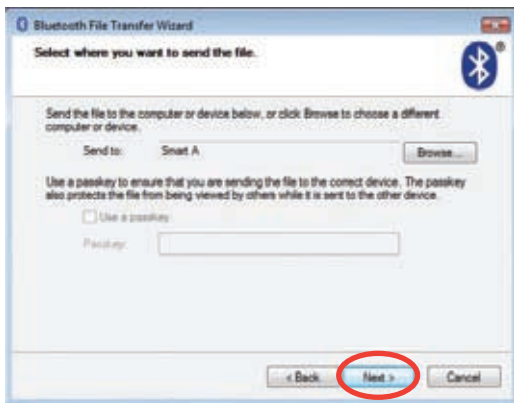 Bluetooth File Transfer Wizard
Select where you want to send the file.
®
Send the file to the computer or device below, or click Browse to choose a different
computer or device.
Send to: Smart A Browse...
Use a passkey to ensure that you are sending the file to the correct device. The passkey
also protects the file from being viewed by others while it is sent to the other device.
Use a passkey
Passkey:
< Back Next > Cancel